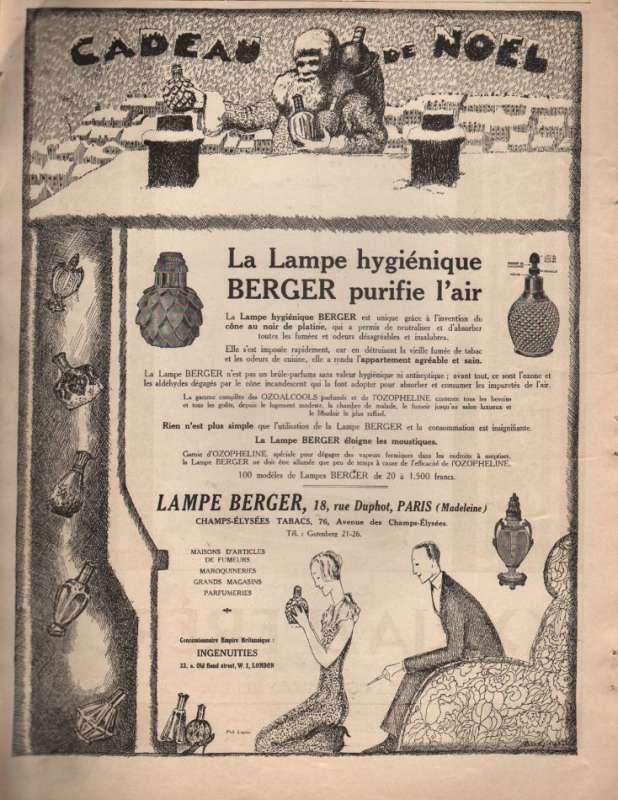 CADEAU DE NOËL
La Lampe hygiénique
BERGER purifie l'air
La Lampe hygiénique BERGER est unique grâce à l'invention du
cône au noir de platine, qui a permis de neutraliser et d'absorber
toutes les fumées et odeurs désagréables et insalubres.
Elle s'est imposée rapidement, car en détruisant la vieille fumée de tabac
et les odeurs de cuisine, elle a rendu l'appartement agréable et sain.
La Lampe BERGER n'est pas un brûle-parfums sans valeur hygiénique ni antiseptique ; avant tout, ce sont l'ozone et
les aldéhydes dégagés par le cône incandescent qui la font adopter pour absorber et consumer les impuretés de l'air.
La gamme complète des OZOALCOOLS parfumés et de l'OZOPHELINE contente tous les besoins
et tous les goûts, depuis le logement modeste, la chambre de malade, le fumoir jusqu'au salon luxueux et
le boudoir le plus raffiné.
Rien n'est plus simple que l'utilisation de la Lampe BERGER et la consommation est insignifiante.
La Lampe BERGER éloigne les moustiques.
Garnie d'OZOPHELINE, spéciale pour dégager des vapeurs formiques dans les endroits à aseptiser,
la Lampe BERGER ne doit être allumée que peu de temps à cause de l'efficacité de l'OZOPHELINE.
100 modèles de Lampes BERGER de 20 à 1.500 francs.
LAMPE BERGER, 18, rue Duphot, PARIS (Madeleine)
CHAMPS-ÉLYSÉES TABACS, 76, Avenue des Champs-Élysées.
Tél. : Gutenberg 21-26.
MAISONS D'ARTICLES
DE FUMEURS
MAROQUINERIES
GRANDS MAGASINS
PARFUMERIES
Concessionnaire Empire Britannique :
INGENUITIES
33, a. Old Bond street, W. 1, LONDON